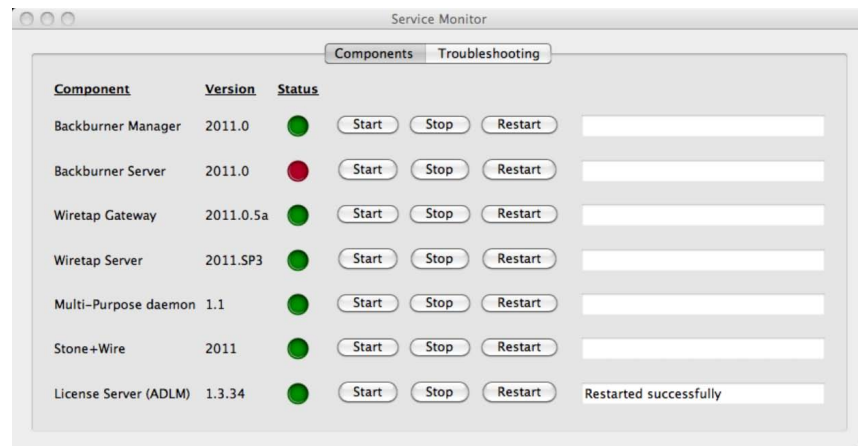 Service Monitor
Components Troubleshooting
Component Version Status
Backburner Manager 2011.0 Start Stop Restart
Backburner Server 2011.0 Start Stop Restart
Wiretap Gateway 2011.0.5a Start Stop Restart
Wiretap Server 2011.SP3 Start Stop Restart
Multi-Purpose daemon 1.1 Start Stop Restart
Stone+Wire 2011 Start Stop Restart
License Server (ADLM) 1.3.34 Start Stop Restart Restarted successfully